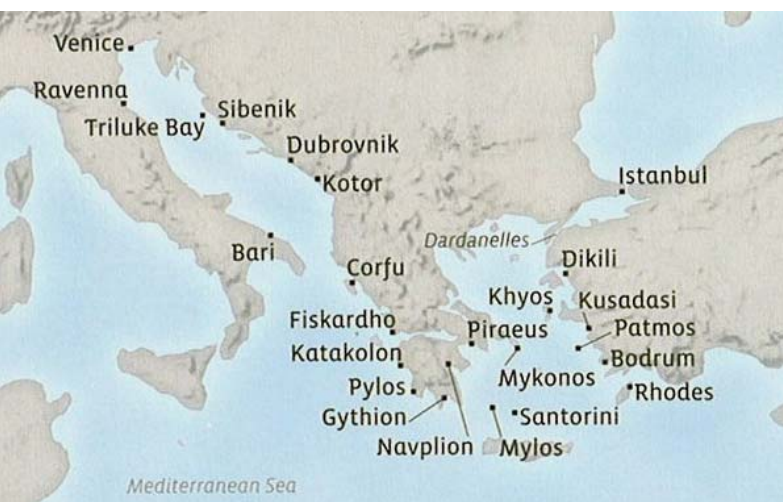 Venice
Ravenna
Sibenik
Triluke Bay
Dubrovnik
Kotor
Istanbul
Dardanelles
Bari
Dikili
Corfu
Khyos
Kusadasi
Fiskardho
Piraeus
Patmos
Katakolon
Bodrum
Mykonos
Pylos
Rhodes
Gythion
Santorini
Navplion
Mylos
Mediterranean Sea